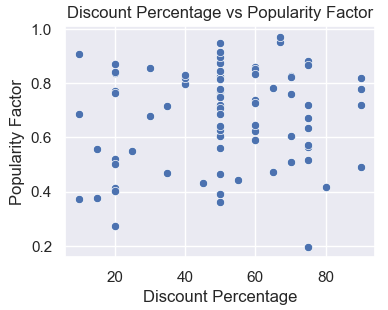 Discount Percentage vs Popularity Factor
1.0
0.8
0.6
0.4
0.2
Popularity Factor
20 40 60 80
Discount Percentage